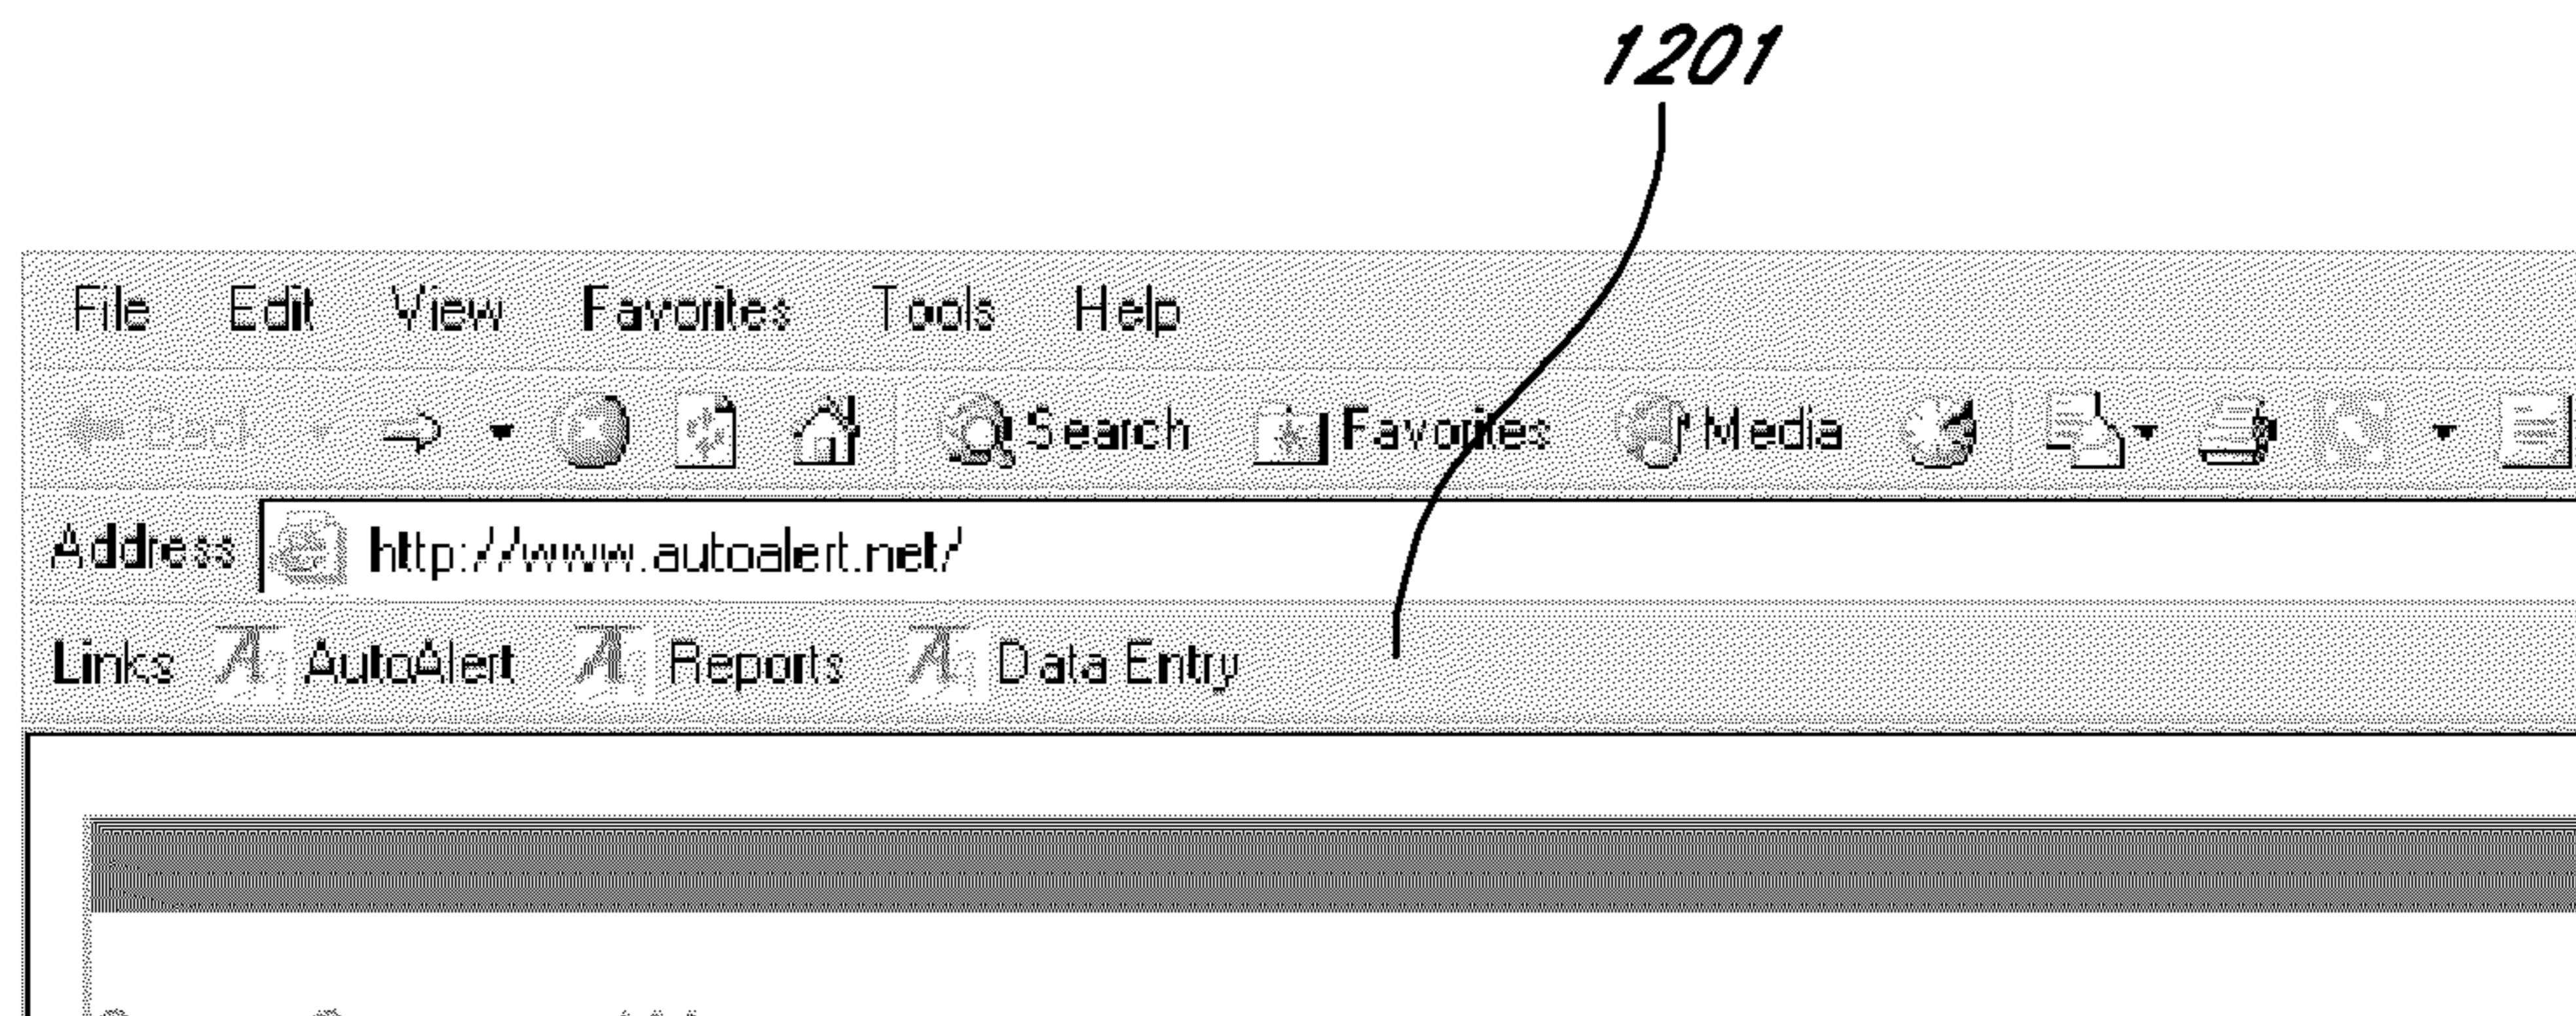 1201
File Edit View Favorites Tools Help
Back Search Favorites Media
Address http://www.autoalert.net/
Links AutoAlert Reports Data Entry